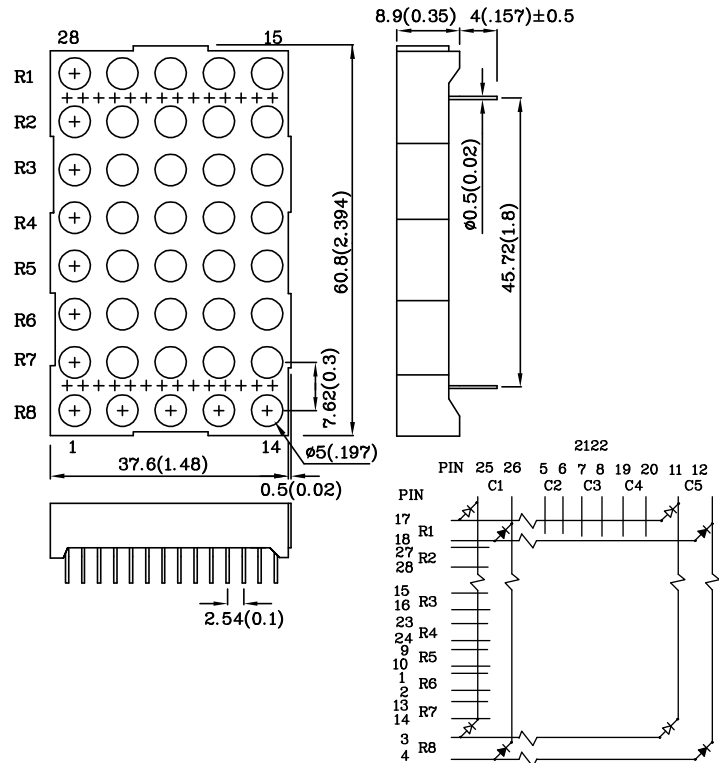 8.9(0.35) 4(.157)±0.5
28 15
R1
R2
R3
R4
R5
R6
R7
R8
1 14
60.8(2.394)
7.62(0.3)
ø5(.197)
37.6(1.48)
0.5(0.02)
ø0.5(0.02)
45.72(1.8)
2.54(0.1)
2122
PIN 25 26 5 6 7 8 19 20 11 12
C1 C2 C3 C4 C5
PIN
17
R1
18
27
R2
28
15
R3
16
23
R4
24
9
R5
10
1
R6
2
13
R7
14
3
R8
4